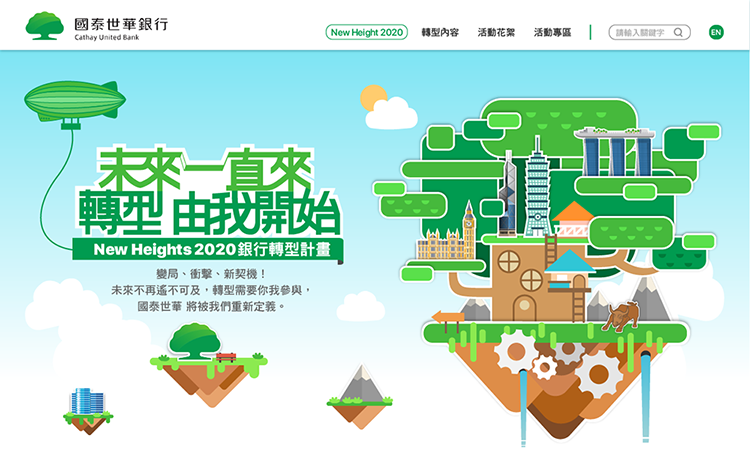 國泰世華銀行
Cathay United Bank
New Height 2020
轉型內容
活動花絮
活動專區
請輸入關鍵字
EN
未來一直來
轉型 由我開始
New Heights 2020 銀行轉型計畫
變局、衝擊、新契機！
未來不再遙不可及，轉型需要你我參與，
國泰世華 將被我們重新定義。